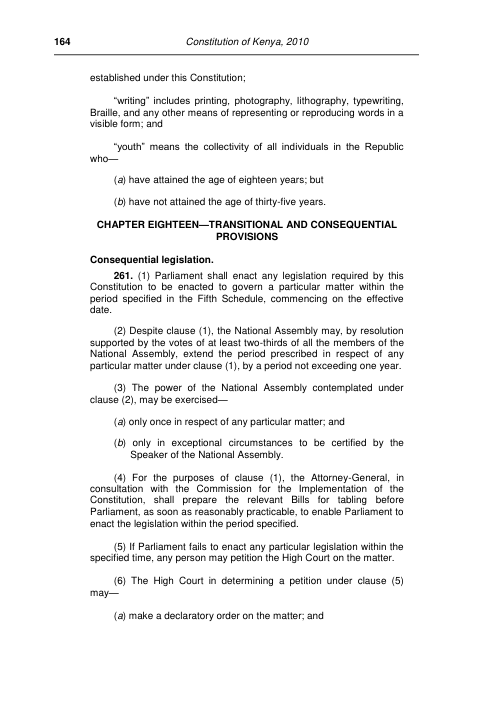 164 Constitution of Kenya, 2010
established under this Constitution;
“writing” includes printing, photography, lithography, typewriting,
Braille, and any other means of representing or reproducing words in a
visible form; and
“youth” means the collectivity of all individuals in the Republic
who—
(a) have attained the age of eighteen years; but
(b) have not attained the age of thirty-five years.
CHAPTER EIGHTEEN—TRANSITIONAL AND CONSEQUENTIAL
PROVISIONS
Consequential legislation.
261. (1) Parliament shall enact any legislation required by this
Constitution to be enacted to govern a particular matter within the
period specified in the Fifth Schedule, commencing on the effective
date.
(2) Despite clause (1), the National Assembly may, by resolution
supported by the votes of at least two-thirds of all the members of the
National Assembly, extend the period prescribed in respect of any
particular matter under clause (1), by a period not exceeding one year.
(3) The power of the National Assembly contemplated under
clause (2), may be exercised—
(a) only once in respect of any particular matter; and
(b) only in exceptional circumstances to be certified by the
Speaker of the National Assembly.
(4) For the purposes of clause (1), the Attorney-General, in
consultation with the Commission for the Implementation of the
Constitution, shall prepare the relevant Bills for tabling before
Parliament, as soon as reasonably practicable, to enable Parliament to
enact the legislation within the period specified.
(5) If Parliament fails to enact any particular legislation within the
specified time, any person may petition the High Court on the matter.
(6) The High Court in determining a petition under clause (5)
may—
(a) make a declaratory order on the matter; and